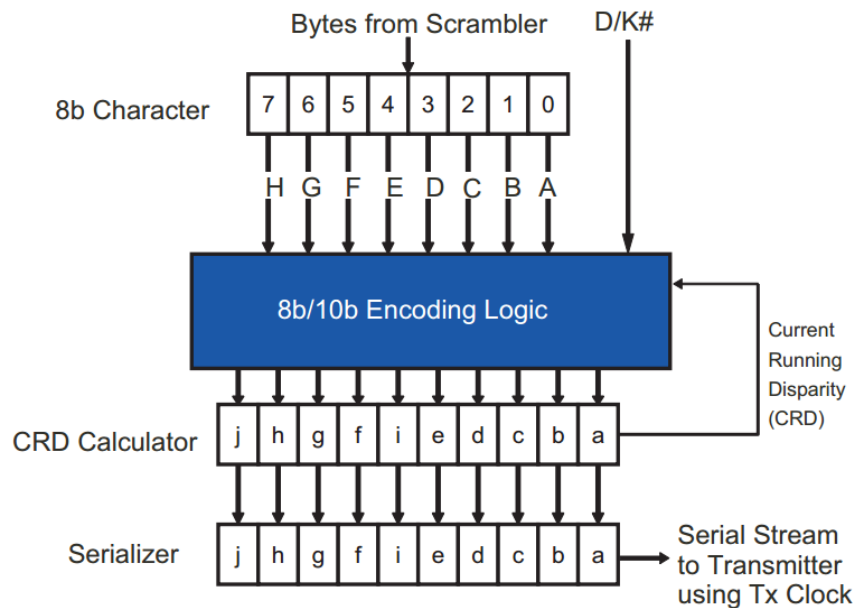 Bytes from Scrambler
D/K#
8b Character
7 6 5 4 3 2 1 0
H G F E D C B A
8b/10b Encoding Logic
Current
Running
Disparity
(CRD)
CRD Calculator
j h g f i e d c b a
Serializer
j h g f i e d c b a
Serial Stream
to Transmitter
using Tx Clock